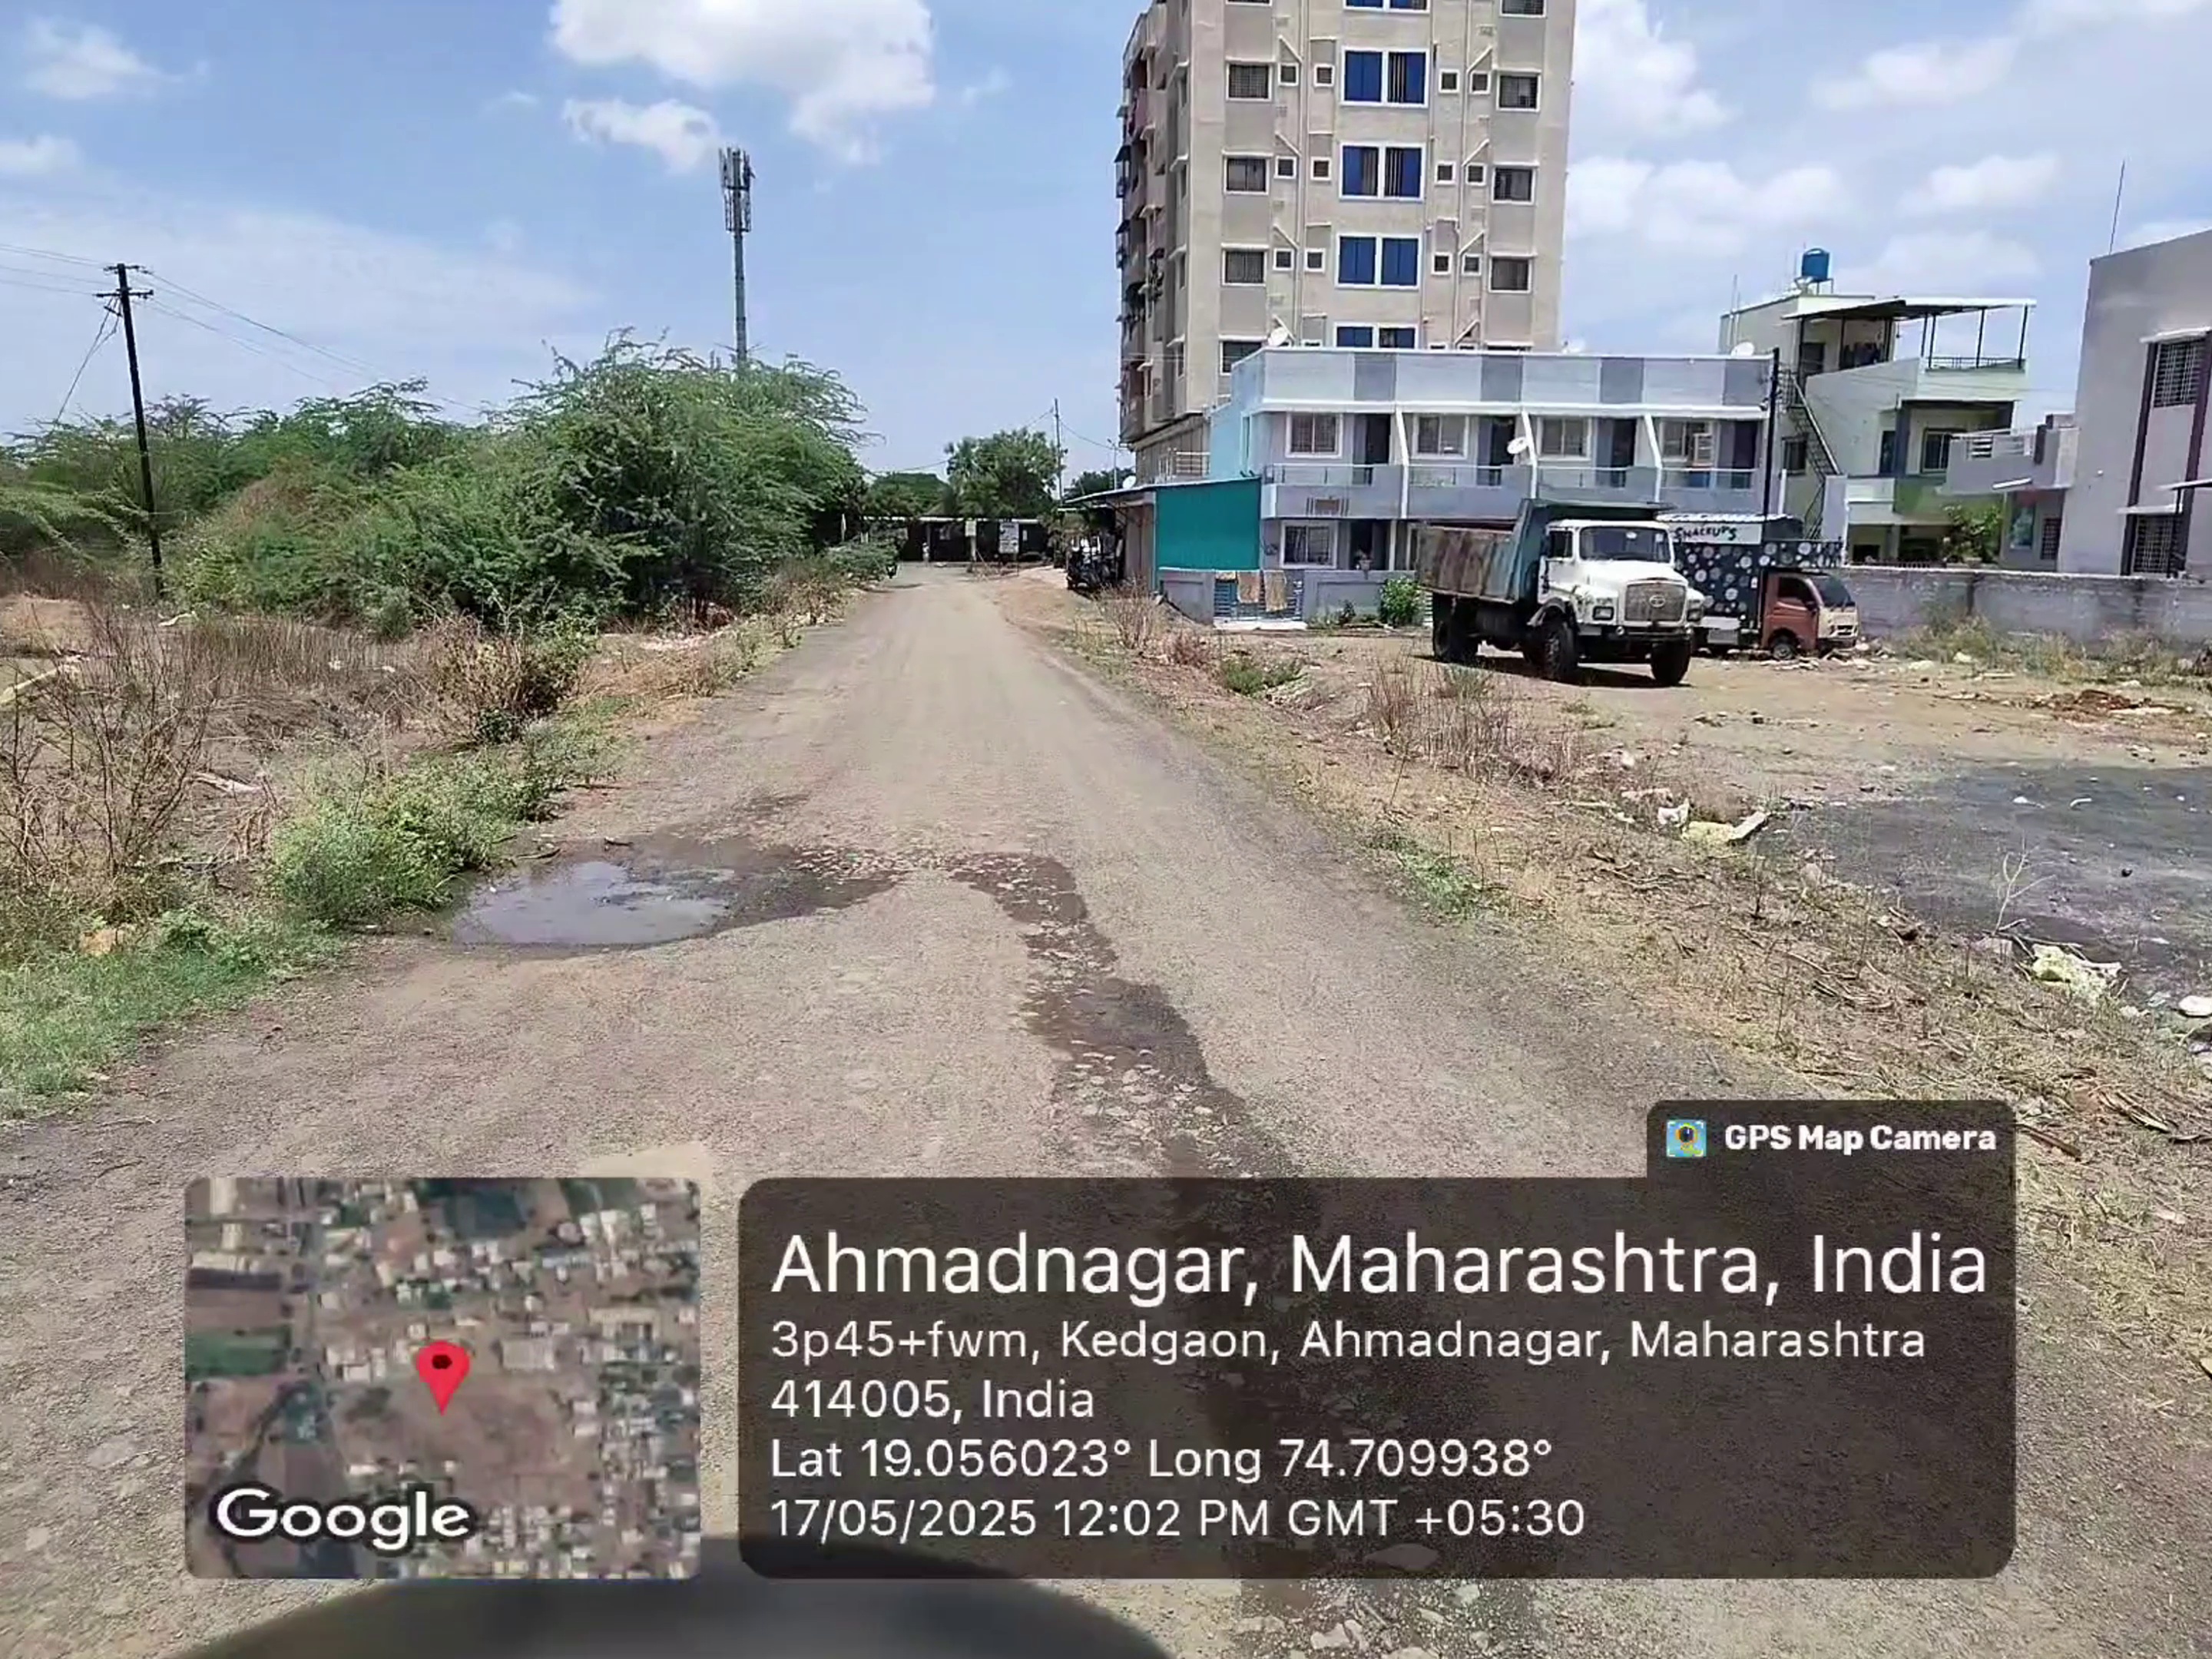 SNACKUPS
GPS Map Camera
Ahmadnagar, Maharashtra, India
3p45+fwm, Kedgaon, Ahmadnagar, Maharashtra
414005, India
Lat 19.056023° Long 74.709938°
17/05/2025 12:02 PM GMT +05:30
Google